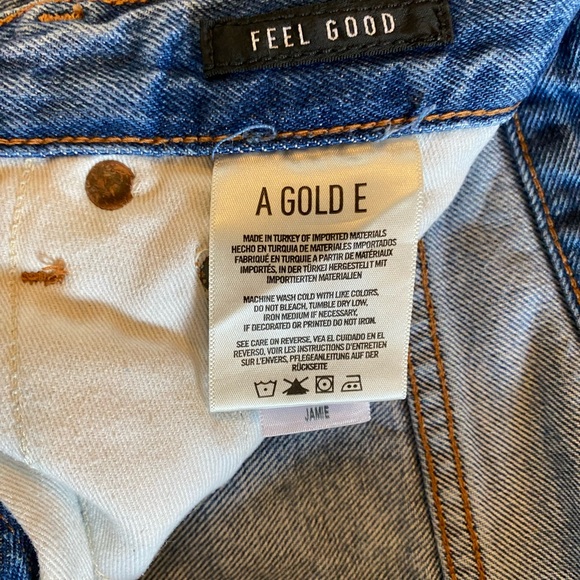 FEEL GOOD
A GOLD E
MADE IN TURKEY OF IMPORTED MATERIALS
HECHO EN TURQUIA DE MATERIALES IMPORTADOS
FABRIQUÉ EN TURQUIE A PARTIR DE MATÉRIAUX
IMPORTÉS, IN DER TÜRKEI HERGESTELLT MIT
IMPORTIERTEN MATERIALIEN
MACHINE WASH COLD WITH LIKE COLORS,
DO NOT BLEACH, TUMBLE DRY LOW,
IRON MEDIUM IF NECESSARY,
IF DECORATED OR PRINTED DO NOT IRON.
SEE CARE ON REVERSE, VEA EL CUIDADO EN EL
REVERSO, VOIR LES INSTRUCTIONS D'ENTRETIEN
SUR L'ENVERS, PFLEGEANLEITUNG AUF DER
RÜCKSEITE
JAMIE